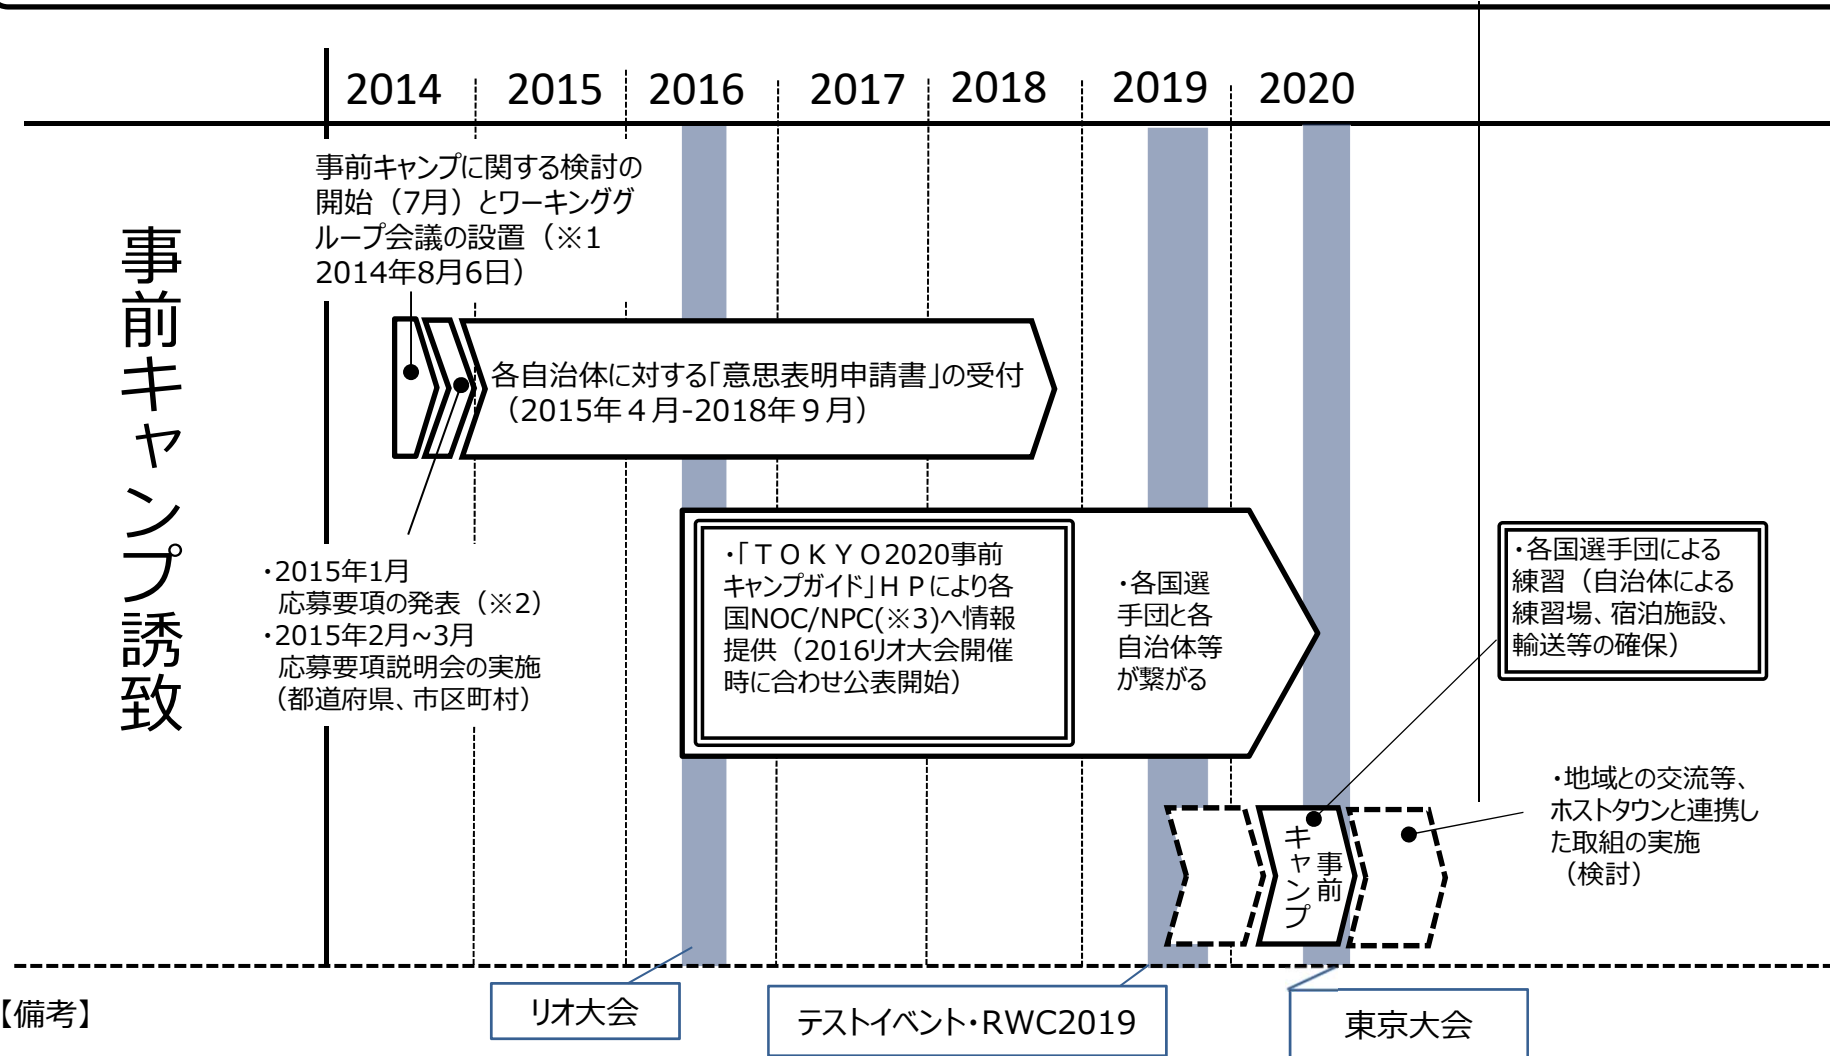 2014 2015 2016 2017 2018 2019 2020
事前キャンプ誘致
事前キャンプに関する検討の
開始（7月）とワーキンググ
ループ会議の設置（※1
2014年8月6日）
各自治体に対する「意思表明申請書」の受付
（2015年４月-2018年９月）
・2015年1月
応募要項の発表（※2）
・2015年2月~3月
応募要項説明会の実施
（都道府県、市区町村）
・「ＴＯＫＹＯ2020事前
キャンプガイド」ＨＰにより各
国NOC/NPC(※3)へ情報
提供（2016リオ大会開催
時に合わせ公表開始）
・各国選
手団と各
自治体等
が繋がる
・各国選手団による
練習（自治体による
練習場、宿泊施設、
輸送等の確保）
事前
キャンプ
・地域との交流等、
ホストタウンと連携し
た取組の実施
（検討）
リオ大会
テストイベント・RWC2019
東京大会
【備考】